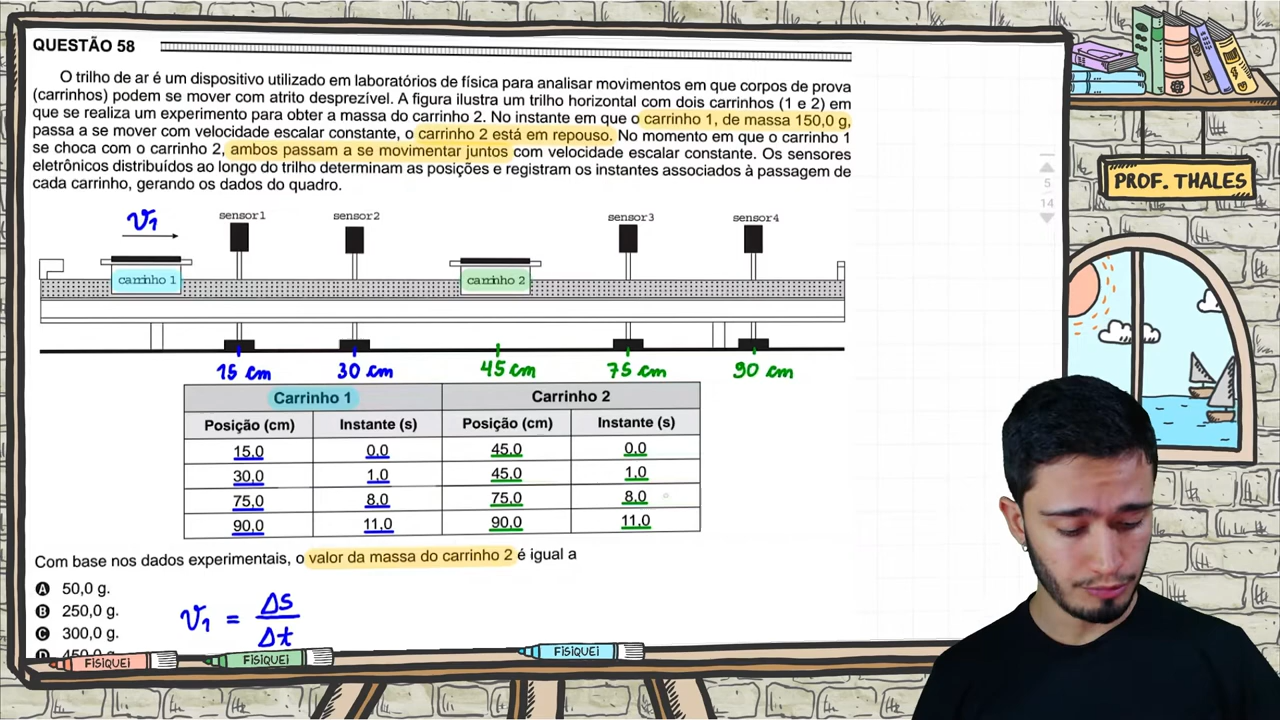 QUESTÃO 58
O trilho de ar é um dispositivo utilizado em laboratórios de física para analisar movimentos em que corpos de prova
(carrinhos) podem se mover com atrito desprezível. A figura ilustra um trilho horizontal com dois carrinhos (1 e 2) em
que se realiza um experimento para obter a massa do carrinho 2. No instante em que o carrinho 1, de massa 150,0 g,
passa a se mover com velocidade escalar constante, o carrinho 2 está em repouso. No momento em que o carrinho 1
se choca com o carrinho 2, ambos passam a se movimentar juntos com velocidade escalar constante. Os sensores
eletrônicos distribuídos ao longo do trilho determinam as posições e registram os instantes associados à passagem de
cada carrinho, gerando os dados do quadro.
5
14
PROF. THALES
v₁
sensor1 sensor2 sensor3 sensor4
carrinho 1 carrinho 2
15 cm 30 cm 45 cm 75 cm 90 cm
Carrinho 1 Carrinho 2
Posição (cm) Instante (s) Posição (cm) Instante (s)
15,0 0,0 45,0 0,0
30,0 1,0 45,0 1,0
75,0 8,0 75,0 8,0
90,0 11,0 90,0 11,0
Com base nos dados experimentais, o valor da massa do carrinho 2 é igual a
A 50,0 g.
B 250,0 g.
C 300,0 g.
D 450,0 g.
v₁ = Δs
Δt
FISIQUEI FISIQUEI FISIQUEI